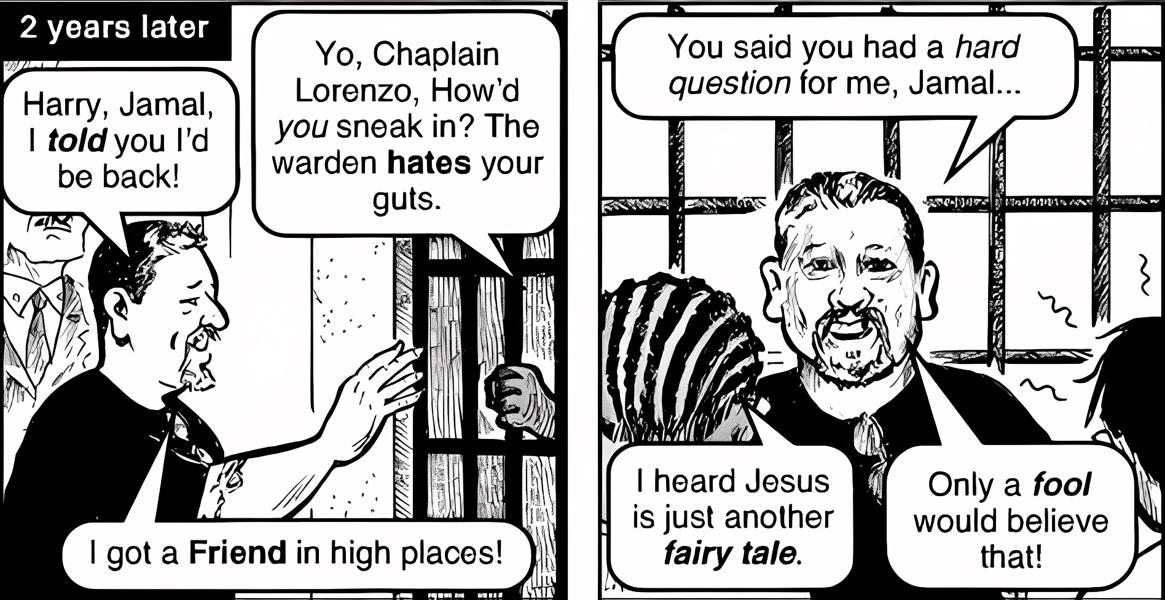 2 years later
Harry, Jamal,
I told you I'd
be back!
Yo, Chaplain
Lorenzo, How'd
you sneak in? The
warden hates your
guts.
I got a Friend in high places!
You said you had a hard
question for me, Jamal...
I heard Jesus
is just another
fairy tale.
Only a fool
would believe
that!